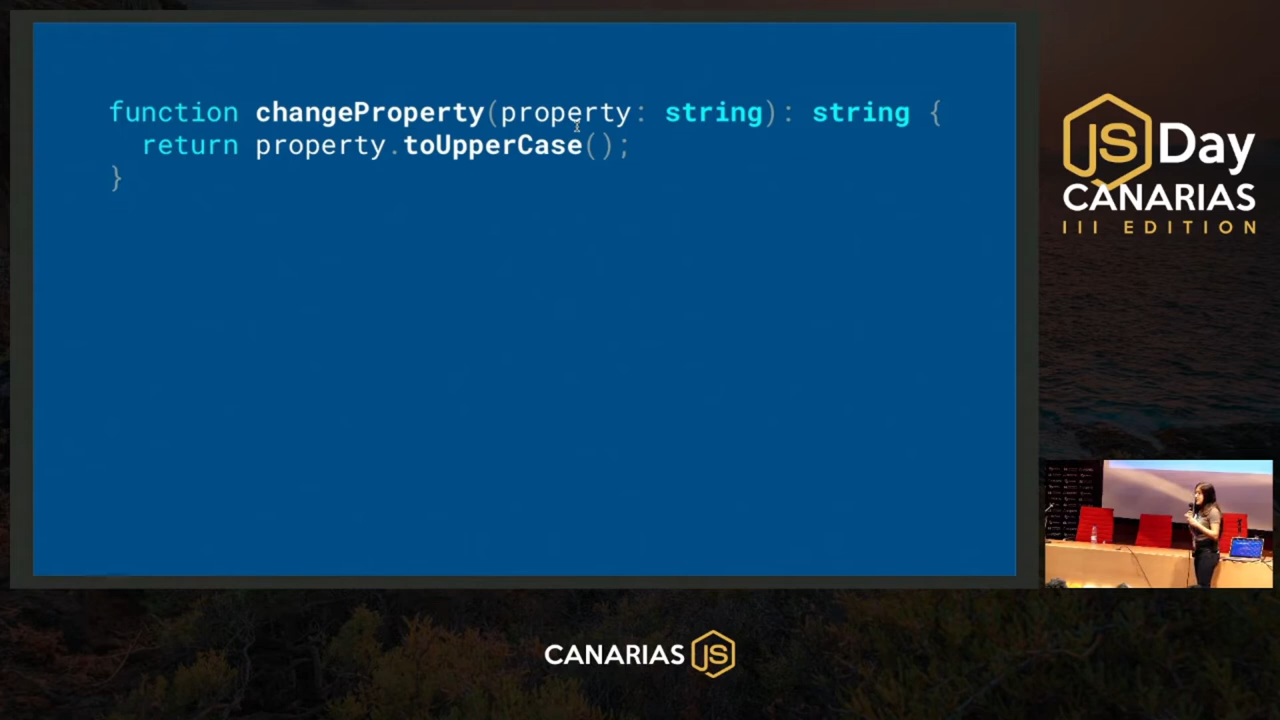 function changeProperty(property: string): string {
  return property.toUpperCase();
}
JS Day
CANARIAS
III EDITION
CANARIAS JS